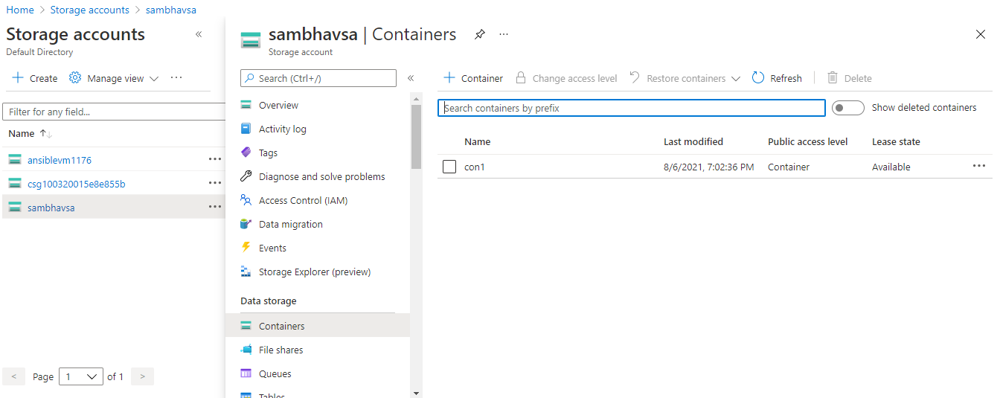 Home > Storage accounts > sambhavsa
Storage accounts «
Default Directory
+ Create Manage view ...
Filter for any field...
Name ↑↓
ansiblevm1176 ...
csg100320015e8e855b ...
sambhavsa ...
< Page 1 of 1 >
sambhavsa | Containers ...
Storage account
Search (Ctrl+/) «
Overview
Activity log
Tags
Diagnose and solve problems
Access Control (IAM)
Data migration
Events
Storage Explorer (preview)
Data storage
Containers
File shares
Queues
Tables
+ Container Change access level Restore containers Refresh Delete
Search containers by prefix Show deleted containers
Name Last modified Public access level Lease state
con1 8/6/2021, 7:02:36 PM Container Available ...